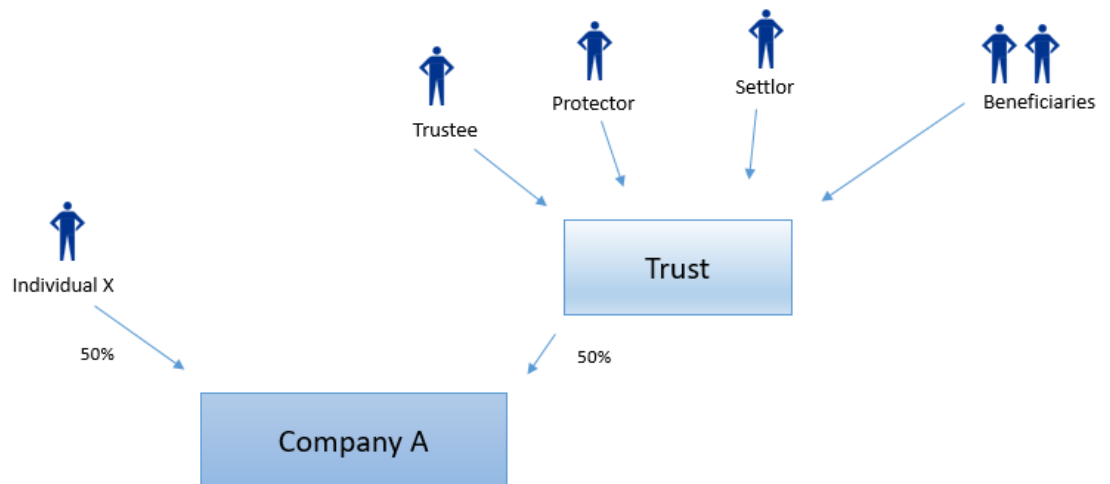 Settlor
Protector
Beneficiaries
Trustee
Trust
Individual X
50%
50%
Company A